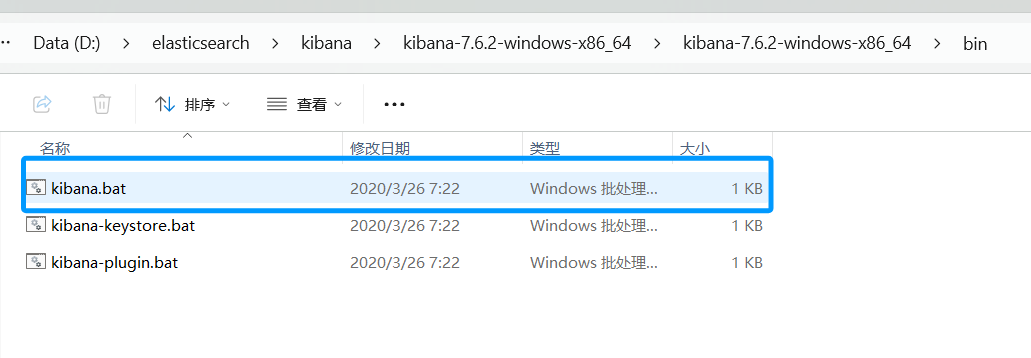 Data (D:) > elasticsearch > kibana > kibana-7.6.2-windows-x86_64 > kibana-7.6.2-windows-x86_64 > bin
排序 查看
名称 修改日期 类型 大小
kibana.bat 2020/3/26 7:22 Windows 批处理... 1 KB
kibana-keystore.bat 2020/3/26 7:22 Windows 批处理... 1 KB
kibana-plugin.bat 2020/3/26 7:22 Windows 批处理... 1 KB